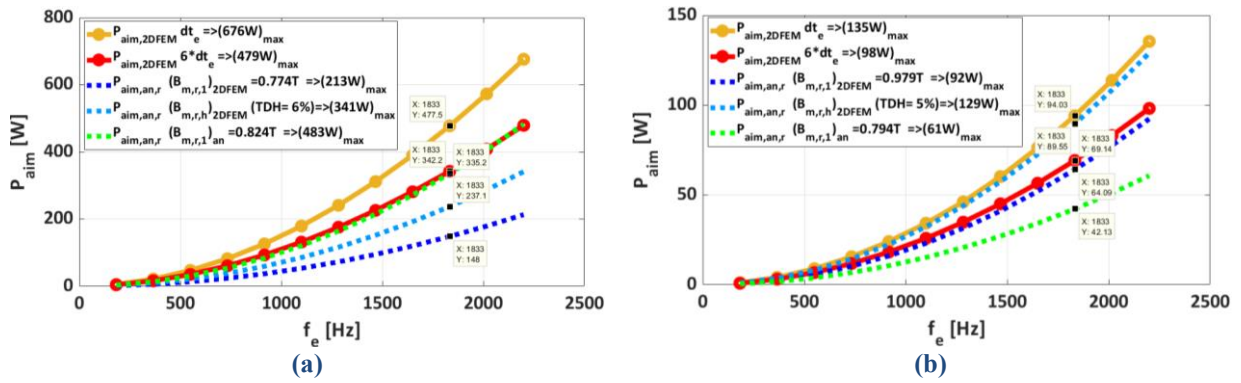 P_aim,2DFEM dt_e =>(676W)_max
P_aim,2DFEM 6*dt_e =>(479W)_max
P_aim,an,r (B_m,r,1)_2DFEM=0.774T =>(213W)_max
P_aim,an,r (B_m,r,h)_2DFEM (TDH= 6%)=>(341W)_max
P_aim,an,r (B_m,r,1)_an=0.824T =>(483W)_max
X: 1833
Y: 477.5
X: 1833
Y: 342.2
X: 1833
Y: 335.2
X: 1833
Y: 237.1
X: 1833
Y: 148
P_aim [W]
800
600
400
200
0
0 500 1000 1500 2000 2500
f_e [Hz]
(a)
P_aim,2DFEM dt_e =>(135W)_max
P_aim,2DFEM 6*dt_e =>(98W)_max
P_aim,an,r (B_m,r,1)_2DFEM=0.979T =>(92W)_max
P_aim,an,r (B_m,r,h)_2DFEM (TDH= 5%)=>(129W)_max
P_aim,an,r (B_m,r,1)_an=0.794T =>(61W)_max
X: 1833
Y: 94.03
X: 1833
Y: 89.55
X: 1833
Y: 69.14
X: 1833
Y: 64.09
X: 1833
Y: 42.13
P_aim [W]
150
100
50
0
0 500 1000 1500 2000 2500
f_e [Hz]
(b)